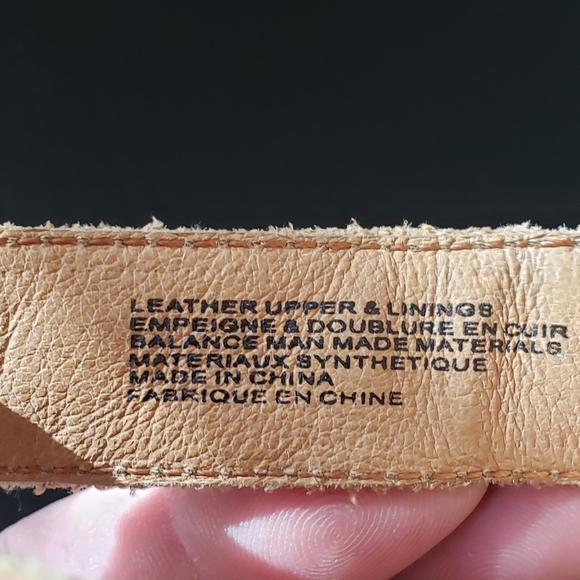 LEATHER UPPER & LININGS
EMPEIGNE & DOUBLURE EN CUIR
BALANCE MAN MADE MATERIALS
MATERIAUX SYNTHETIQUE
MADE IN CHINA
FABRIQUE EN CHINE